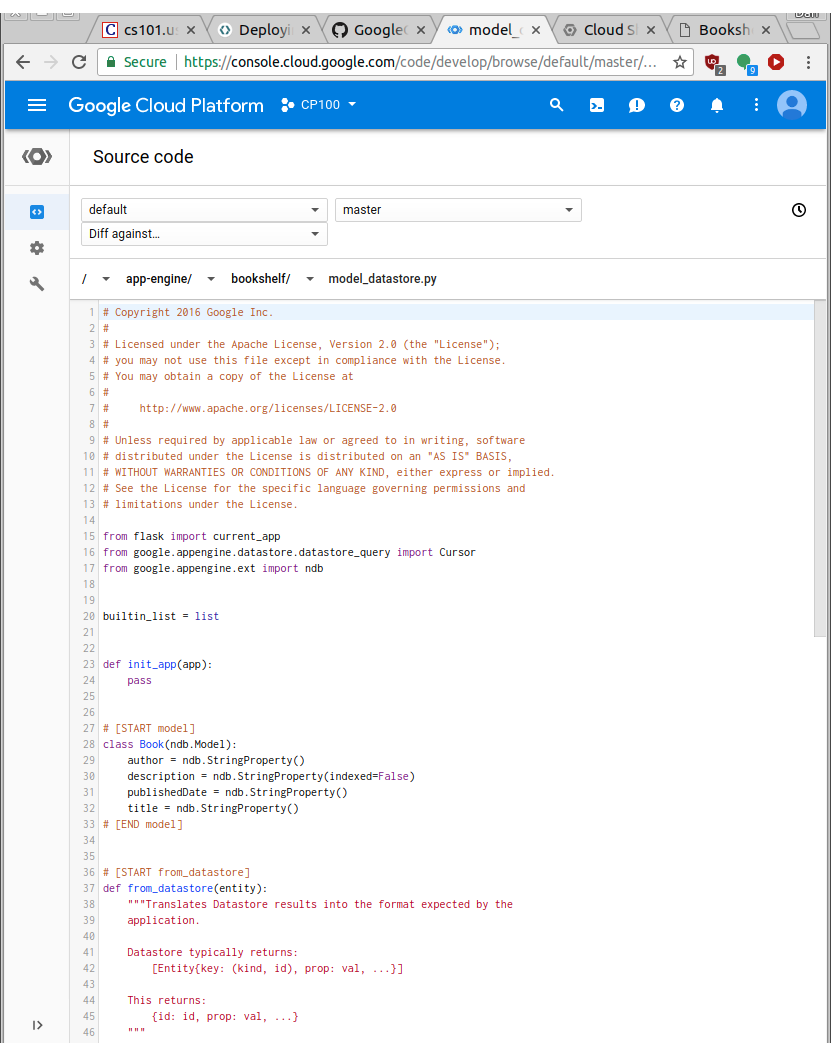 cs101.u
Deployi
Google
model_
Cloud S
Booksh
Secure
https://console.cloud.google.com/code/develop/browse/default/master/...
2
9
Google Cloud Platform
CP100
Source code
default
master
Diff against...
/
app-engine/
bookshelf/
model_datastore.py
1 # Copyright 2016 Google Inc.
2 #
3 # Licensed under the Apache License, Version 2.0 (the "License");
4 # you may not use this file except in compliance with the License.
5 # You may obtain a copy of the License at
6 #
7 #     http://www.apache.org/licenses/LICENSE-2.0
8 #
9 # Unless required by applicable law or agreed to in writing, software
10 # distributed under the License is distributed on an "AS IS" BASIS,
11 # WITHOUT WARRANTIES OR CONDITIONS OF ANY KIND, either express or implied.
12 # See the License for the specific language governing permissions and
13 # limitations under the License.
14
15 from flask import current_app
16 from google.appengine.datastore.datastore_query import Cursor
17 from google.appengine.ext import ndb
18
19
20 builtin_list = list
21
22
23 def init_app(app):
24     pass
25
26
27 # [START model]
28 class Book(ndb.Model):
29     author = ndb.StringProperty()
30     description = ndb.StringProperty(indexed=False)
31     publishedDate = ndb.StringProperty()
32     title = ndb.StringProperty()
33 # [END model]
34
35
36 # [START from_datastore]
37 def from_datastore(entity):
38     """Translates Datastore results into the format expected by the
39     application.
40
41     Datastore typically returns:
42         [Entity{key: (kind, id), prop: val, ...}]
43
44     This returns:
45         {id: id, prop: val, ...}
46     """